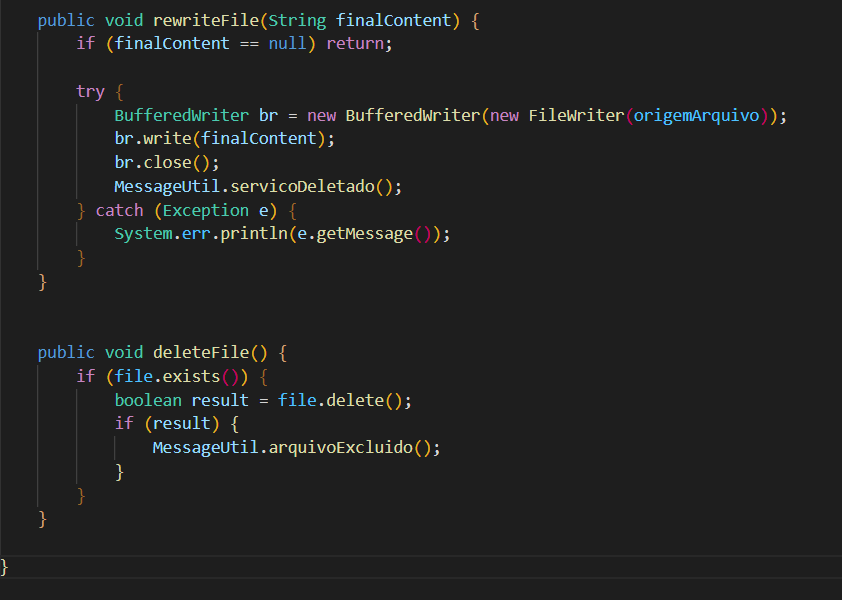 public void rewriteFile(String finalContent) {
if (finalContent == null) return;
try {
BufferedWriter br = new BufferedWriter(new FileWriter(origemArquivo));
br.write(finalContent);
br.close();
MessageUtil.servicoDeletado();
} catch (Exception e) {
System.err.println(e.getMessage());
}
}
public void deleteFile() {
if (file.exists()) {
boolean result = file.delete();
if (result) {
MessageUtil.arquivoExcluido();
}
}
}
}